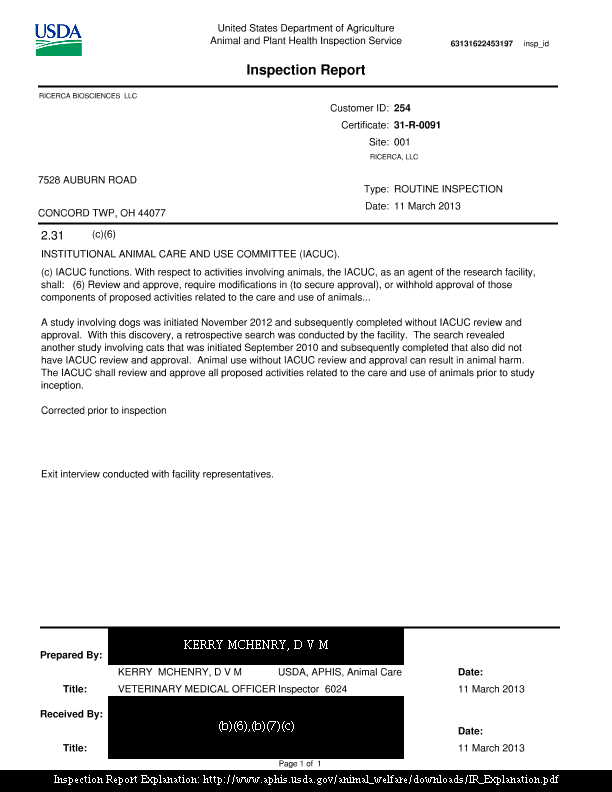 USDA
United States Department of Agriculture
Animal and Plant Health Inspection Service
63131622453197 insp_id
Inspection Report
RICERCA BIOSCIENCES LLC
Customer ID: 254
Certificate: 31-R-0091
Site: 001
RICERCA, LLC
7528 AUBURN ROAD
Type: ROUTINE INSPECTION
CONCORD TWP, OH 44077
Date: 11 March 2013
2.31 (c)(6)
INSTITUTIONAL ANIMAL CARE AND USE COMMITTEE (IACUC).
(c) IACUC functions. With respect to activities involving animals, the IACUC, as an agent of the research facility,
shall: (6) Review and approve, require modifications in (to secure approval), or withhold approval of those
components of proposed activities related to the care and use of animals...
A study involving dogs was initiated November 2012 and subsequently completed without IACUC review and
approval. With this discovery, a retrospective search was conducted by the facility. The search revealed
another study involving cats that was initiated September 2010 and subsequently completed that also did not
have IACUC review and approval. Animal use without IACUC review and approval can result in animal harm.
The IACUC shall review and approve all proposed activities related to the care and use of animals prior to study
inception.
Corrected prior to inspection
Exit interview conducted with facility representatives.
KERRY MCHENRY, D V M
Prepared By:
KERRY MCHENRY, D V M USDA, APHIS, Animal Care Date:
Title: VETERINARY MEDICAL OFFICER Inspector 6024 11 March 2013
Received By:
(b)(6),(b)(7)(c)
Date:
Title: 11 March 2013
Page 1 of 1
Inspection Report Explanation: http://www.aphis.usda.gov/animal_welfare/downloads/IR_Explanation.pdf